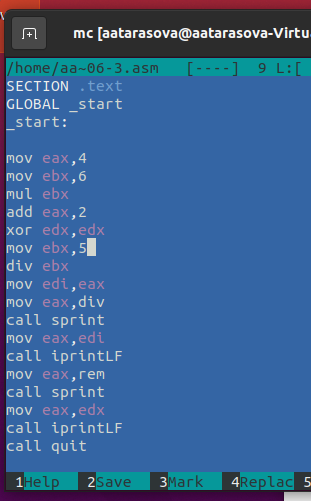 mc [aatarasova@aatarasova-Virtu
/home/aa~06-3.asm [----] 9 L:[
SECTION .text
GLOBAL _start
_start:
mov eax,4
mov ebx,6
mul ebx
add eax,2
xor edx,edx
mov ebx,5
div ebx
mov edi,eax
mov eax,div
call sprint
mov eax,edi
call iprintLF
mov eax,rem
call sprint
mov eax,edx
call iprintLF
call quit
1Help 2Save 3Mark 4Replac 5